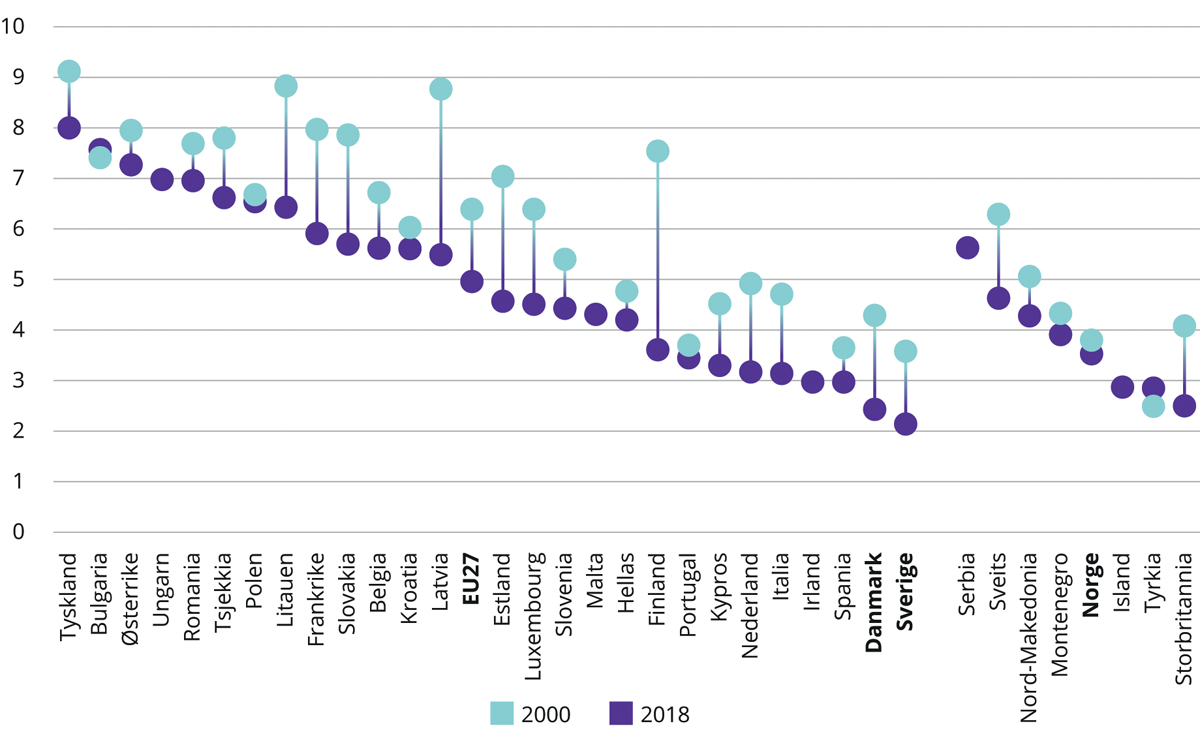 10
9
8
7
6
5
4
3
2
1
0
Tyskland
Bulgaria
Østerrike
Ungarn
Romania
Tsjekkia
Polen
Litauen
Frankrike
Slovakia
Belgia
Kroatia
Latvia
EU27
Estland
Luxembourg
Slovenia
Malta
Hellas
Finland
Portugal
Kypros
Nederland
Italia
Irland
Spania
Danmark
Sverige
Serbia
Sveits
Nord-Makedonia
Montenegro
Norge
Island
Tyrkia
Storbritannia
2000 2018